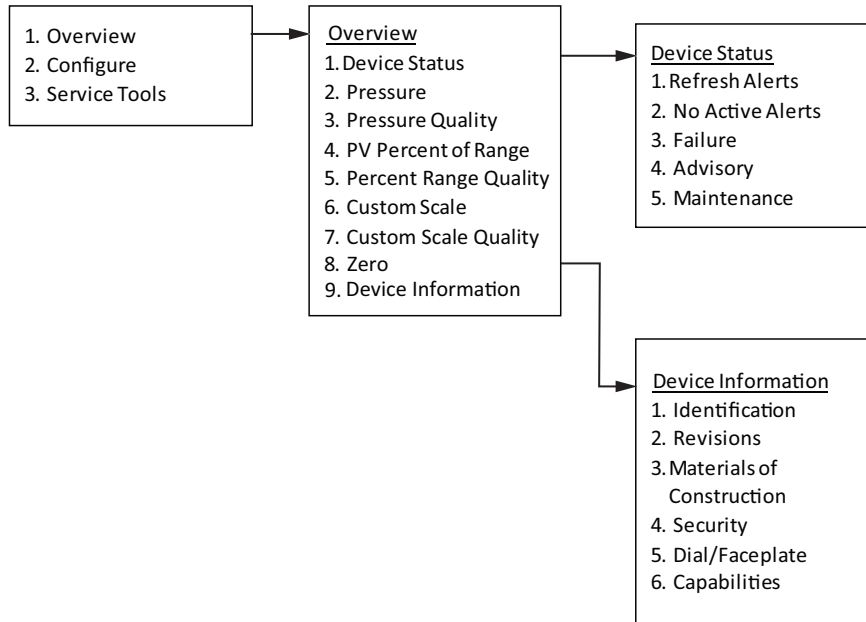 1. Overview
2. Configure
3. Service Tools
Overview
1. Device Status
2. Pressure
3. Pressure Quality
4. PV Percent of Range
5. Percent Range Quality
6. Custom Scale
7. Custom Scale Quality
8. Zero
9. Device Information
Device Status
1. Refresh Alerts
2. No Active Alerts
3. Failure
4. Advisory
5. Maintenance
Device Information
1. Identification
2. Revisions
3. Materials of
Construction
4. Security
5. Dial/Faceplate
6. Capabilities